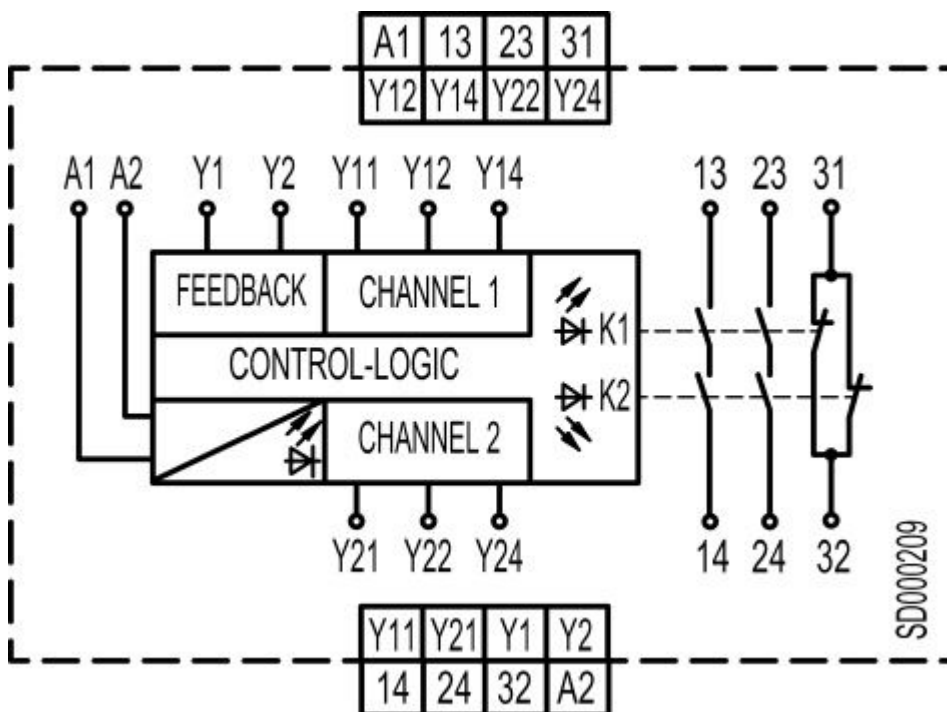 A1 13 23 31
Y12 Y14 Y22 Y24
A1 A2 Y1 Y2 Y11 Y12 Y14 13 23 31
FEEDBACK CHANNEL 1
K1
CONTROL-LOGIC
K2
CHANNEL 2
Y21 Y22 Y24 14 24 32
SD000209
Y11 Y21 Y1 Y2
14 24 32 A2